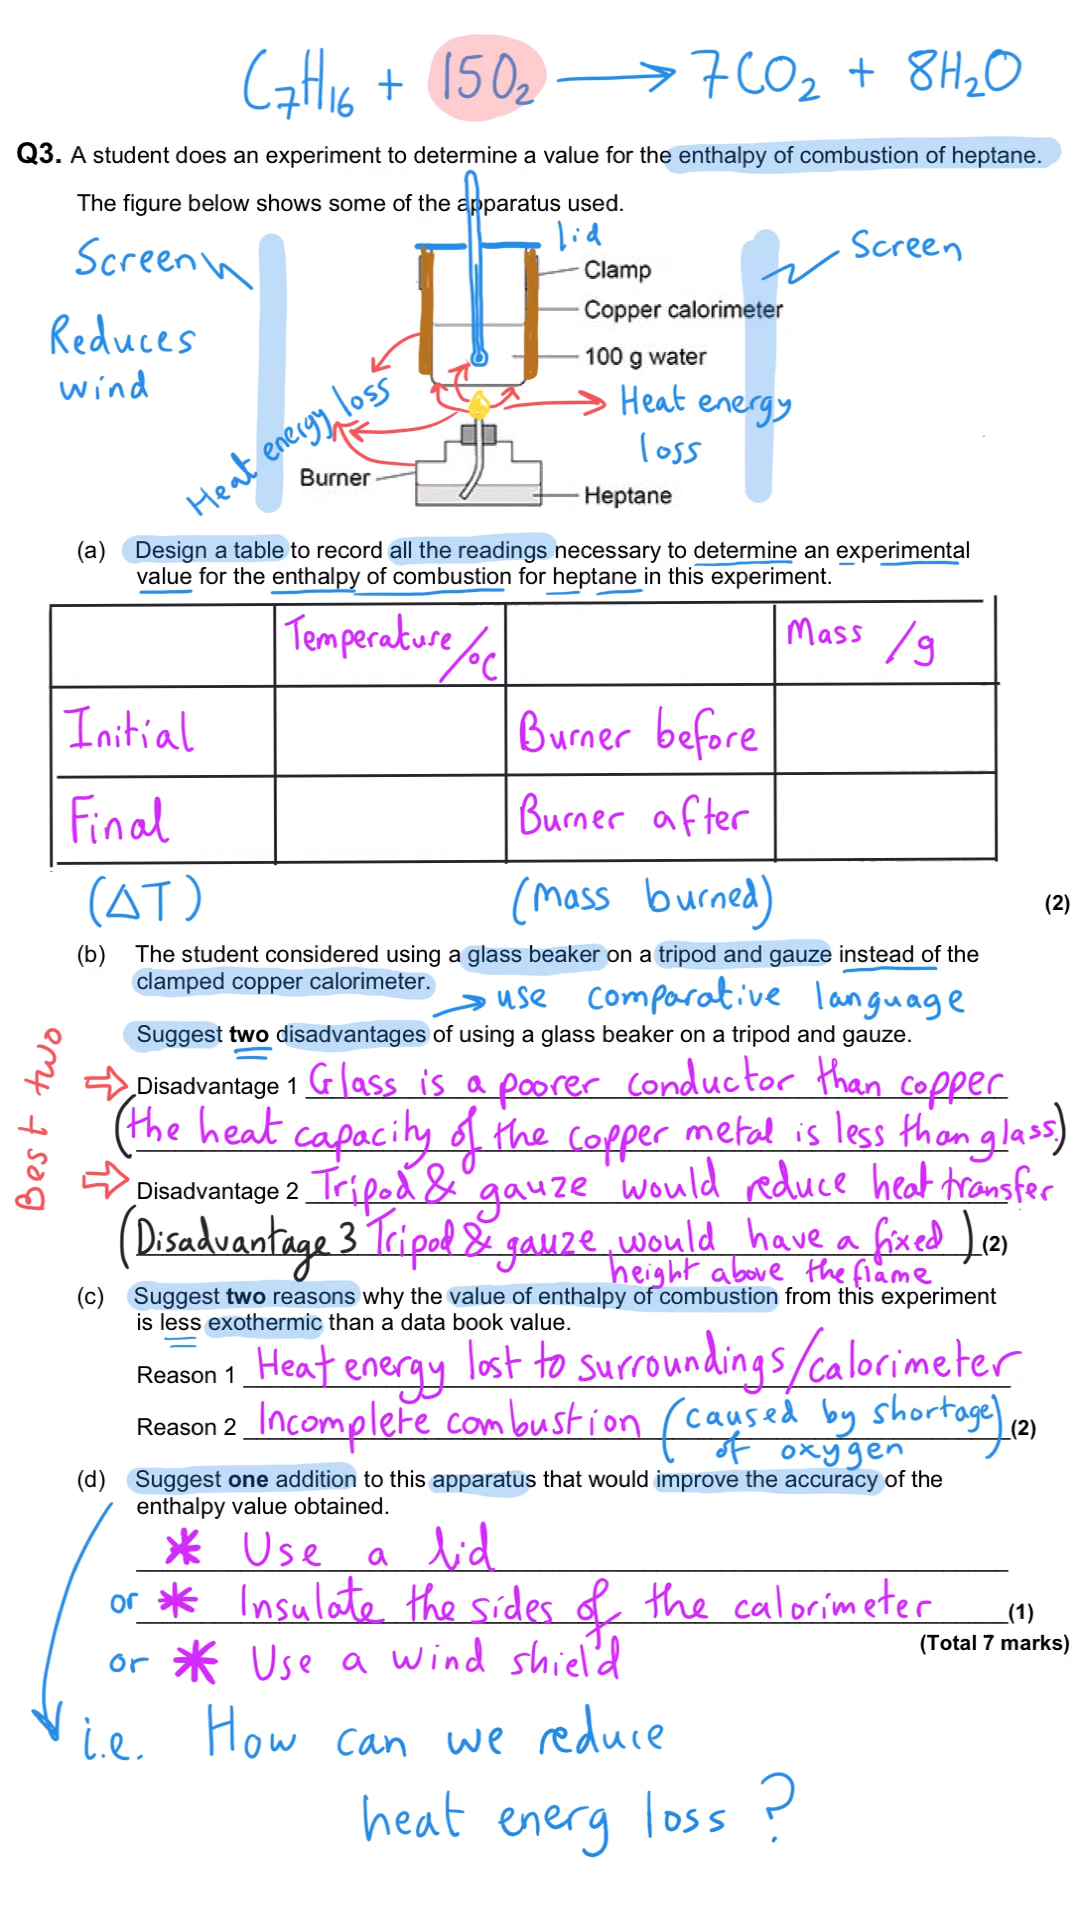 C₇H₁₆ + 15O₂ ⟶ 7CO₂ + 8H₂O
Q3. A student does an experiment to determine a value for the enthalpy of combustion of heptane.
The figure below shows some of the apparatus used.
Screen
lid
Screen
Clamp
Copper calorimeter
Reduces
wind
100 g water
Heat energy loss
Heat energy
loss
Burner
Heptane
(a) Design a table to record all the readings necessary to determine an experimental
value for the enthalpy of combustion for heptane in this experiment.
Temperature /°C Mass /g
Initial Burner before
Final Burner after
(ΔT) (mass burned) (2)
(b) The student considered using a glass beaker on a tripod and gauze instead of the
clamped copper calorimeter.
→ use comparative language
Suggest two disadvantages of using a glass beaker on a tripod and gauze.
Best two
⇒ Disadvantage 1 Glass is a poorer conductor than copper
(the heat capacity of the copper metal is less than glass.)
⇒ Disadvantage 2 Tripod & gauze would reduce heat transfer
(Disadvantage 3 Tripod & gauze would have a fixed
height above the flame) (2)
(c) Suggest two reasons why the value of enthalpy of combustion from this experiment
is less exothermic than a data book value.
Reason 1 Heat energy lost to surroundings/calorimeter
Reason 2 Incomplete combustion (caused by shortage
of oxygen) (2)
(d) Suggest one addition to this apparatus that would improve the accuracy of the
enthalpy value obtained.
* Use a lid
or * Insulate the sides of the calorimeter (1)
(Total 7 marks)
or * Use a wind shield
i.e. How can we reduce
heat energ loss ?